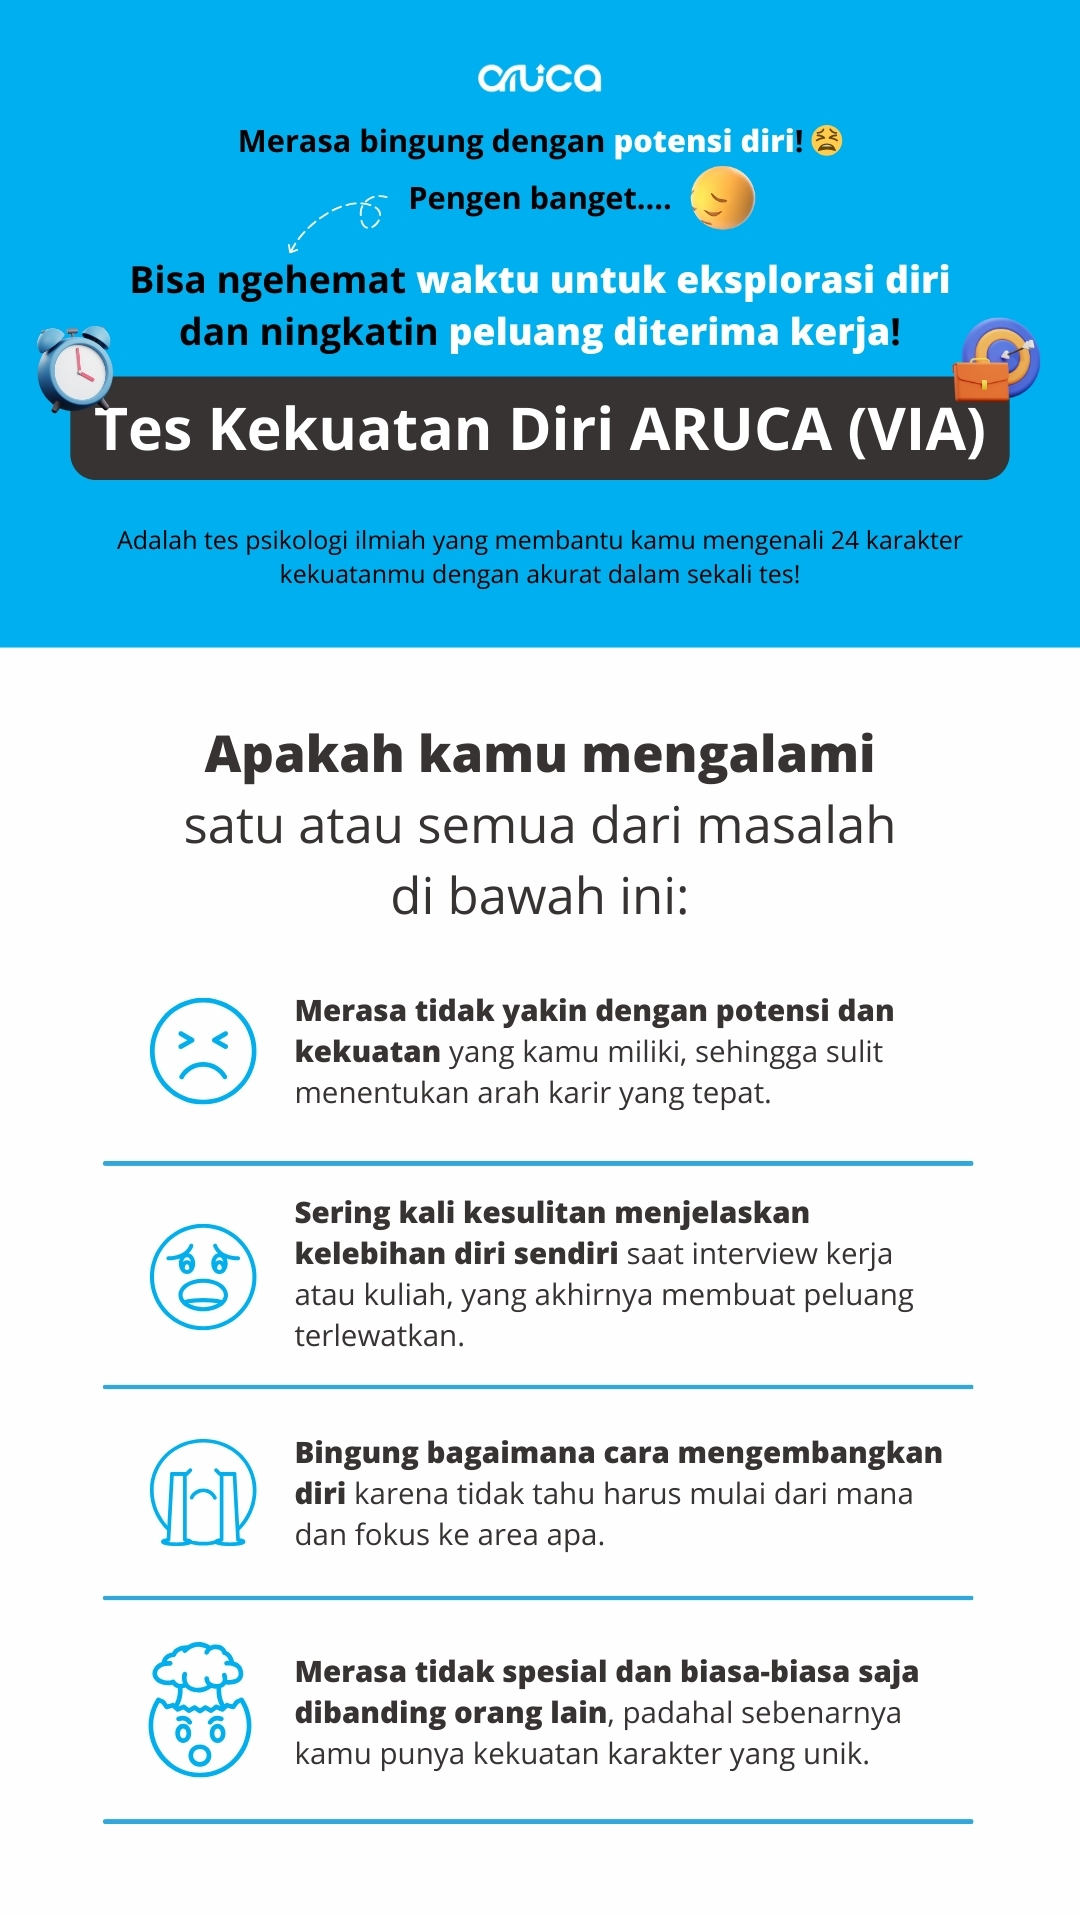 aruca
Merasa bingung dengan potensi diri! 😫
Pengen banget....
Bisa ngehemat waktu untuk eksplorasi diri
dan ningkatin peluang diterima kerja!
Tes Kekuatan Diri ARUCA (VIA)
Adalah tes psikologi ilmiah yang membantu kamu mengenali 24 karakter
kekuatanmu dengan akurat dalam sekali tes!
Apakah kamu mengalami
satu atau semua dari masalah
di bawah ini:
Merasa tidak yakin dengan potensi dan
kekuatan yang kamu miliki, sehingga sulit
menentukan arah karir yang tepat.
Sering kali kesulitan menjelaskan
kelebihan diri sendiri saat interview kerja
atau kuliah, yang akhirnya membuat peluang
terlewatkan.
Bingung bagaimana cara mengembangkan
diri karena tidak tahu harus mulai dari mana
dan fokus ke area apa.
Merasa tidak spesial dan biasa-biasa saja
dibanding orang lain, padahal sebenarnya
kamu punya kekuatan karakter yang unik.